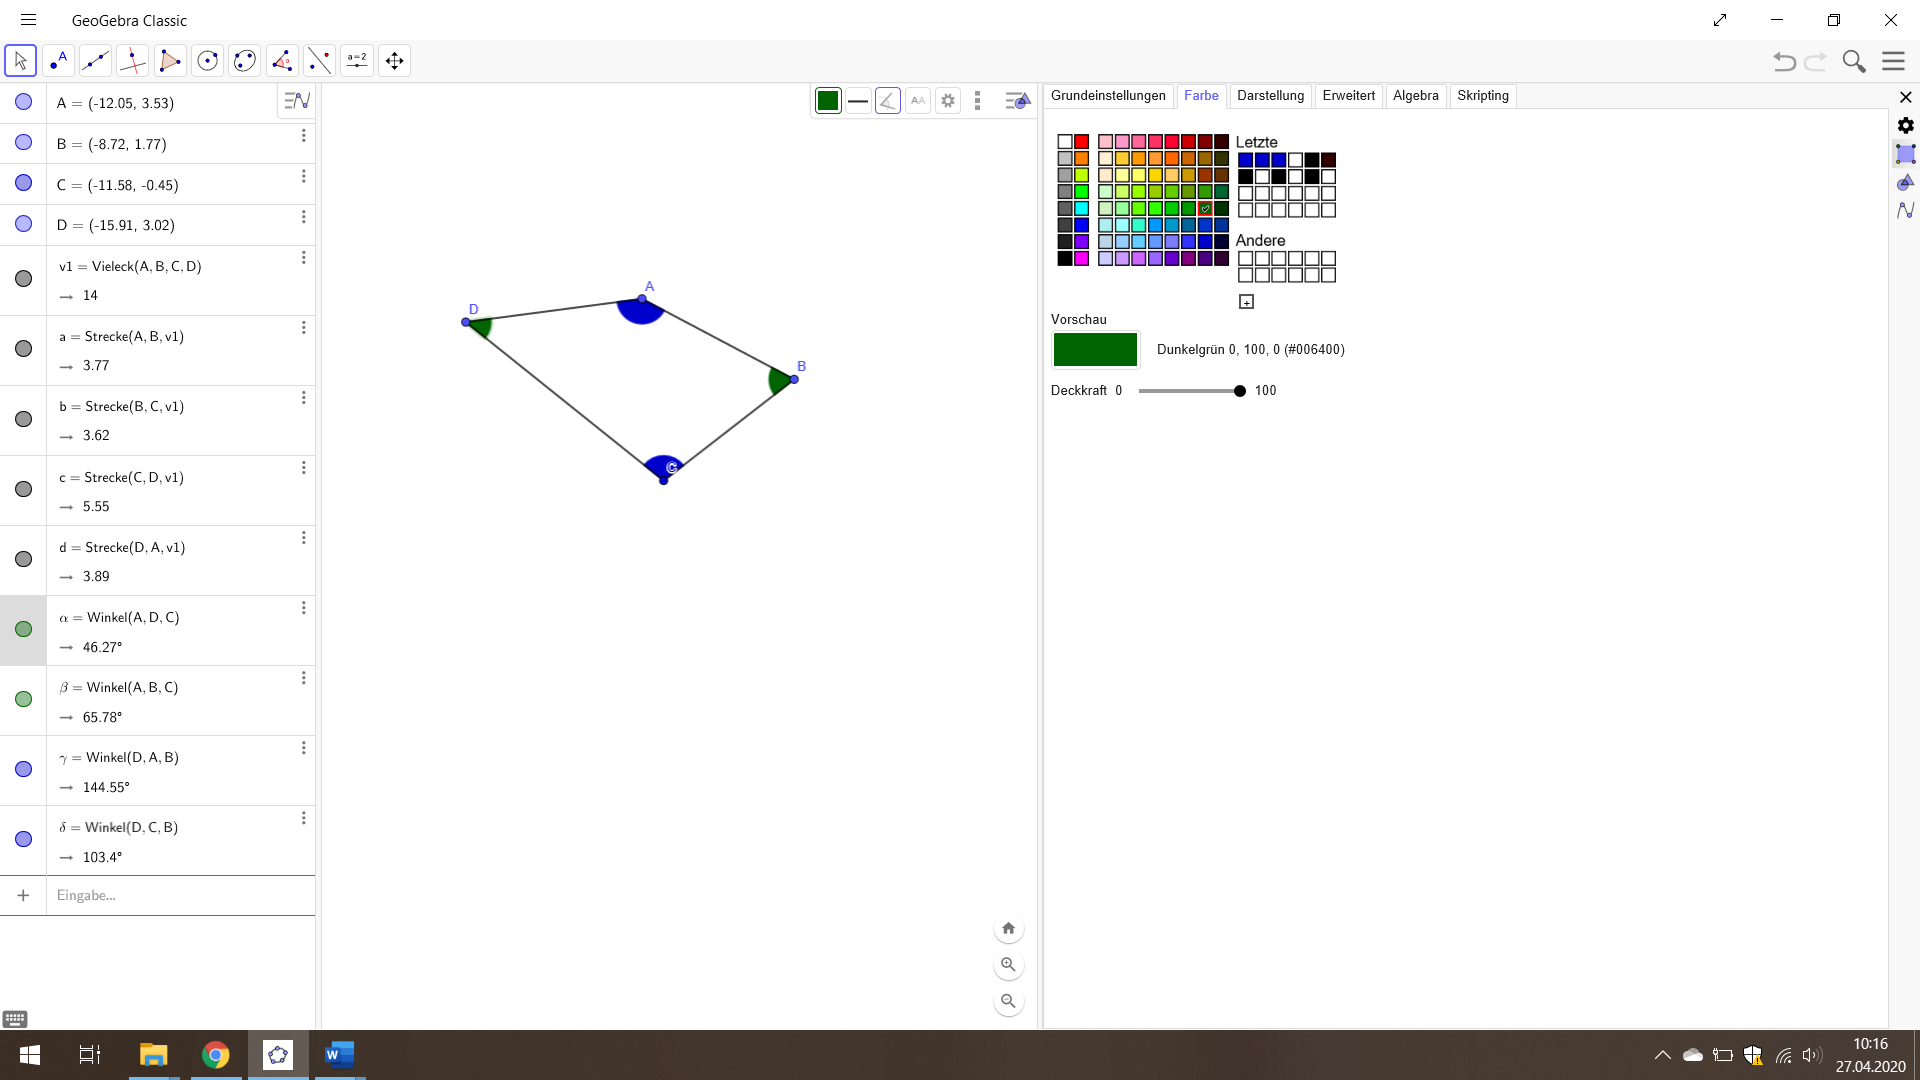 GeoGebra Classic
A
a=2
A = (-12.05, 3.53)
B = (-8.72, 1.77)
C = (-11.58, -0.45)
D = (-15.91, 3.02)
v1 = Vieleck(A, B, C, D)
→ 14
a = Strecke(A, B, v1)
→ 3.77
b = Strecke(B, C, v1)
→ 3.62
c = Strecke(C, D, v1)
→ 5.55
d = Strecke(D, A, v1)
→ 3.89
α = Winkel(A, D, C)
→ 46.27°
β = Winkel(A, B, C)
→ 65.78°
γ = Winkel(D, A, B)
→ 144.55°
δ = Winkel(D, C, B)
→ 103.4°
+ Eingabe...
AA
A
D
B
C
Grundeinstellungen Farbe Darstellung Erweitert Algebra Skripting
Letzte
Andere
+
Vorschau
Dunkelgrün 0, 100, 0 (#006400)
Deckkraft 0 100
W
10:16
27.04.2020